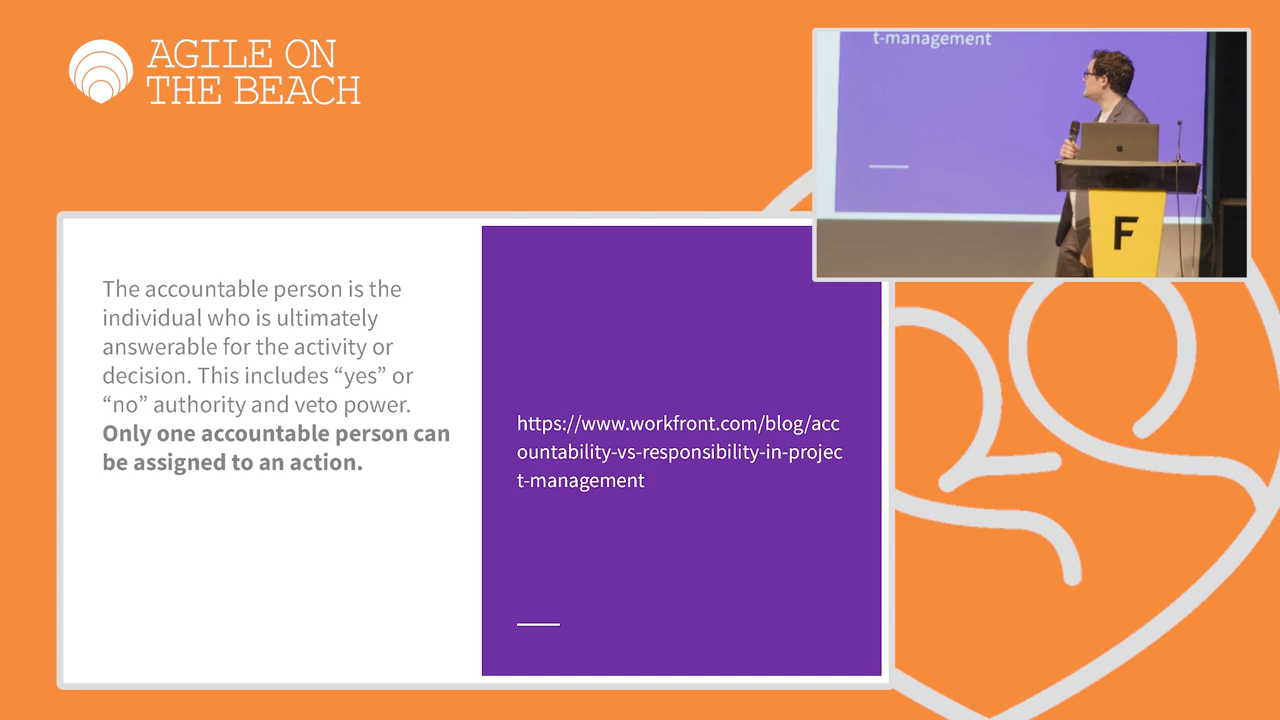 AGILE ON
THE BEACH
t-management
F
The accountable person is the
individual who is ultimately
answerable for the activity or
decision. This includes “yes” or
“no” authority and veto power.
Only one accountable person can
be assigned to an action.
https://www.workfront.com/blog/acc
ountability-vs-responsibility-in-projec
t-management